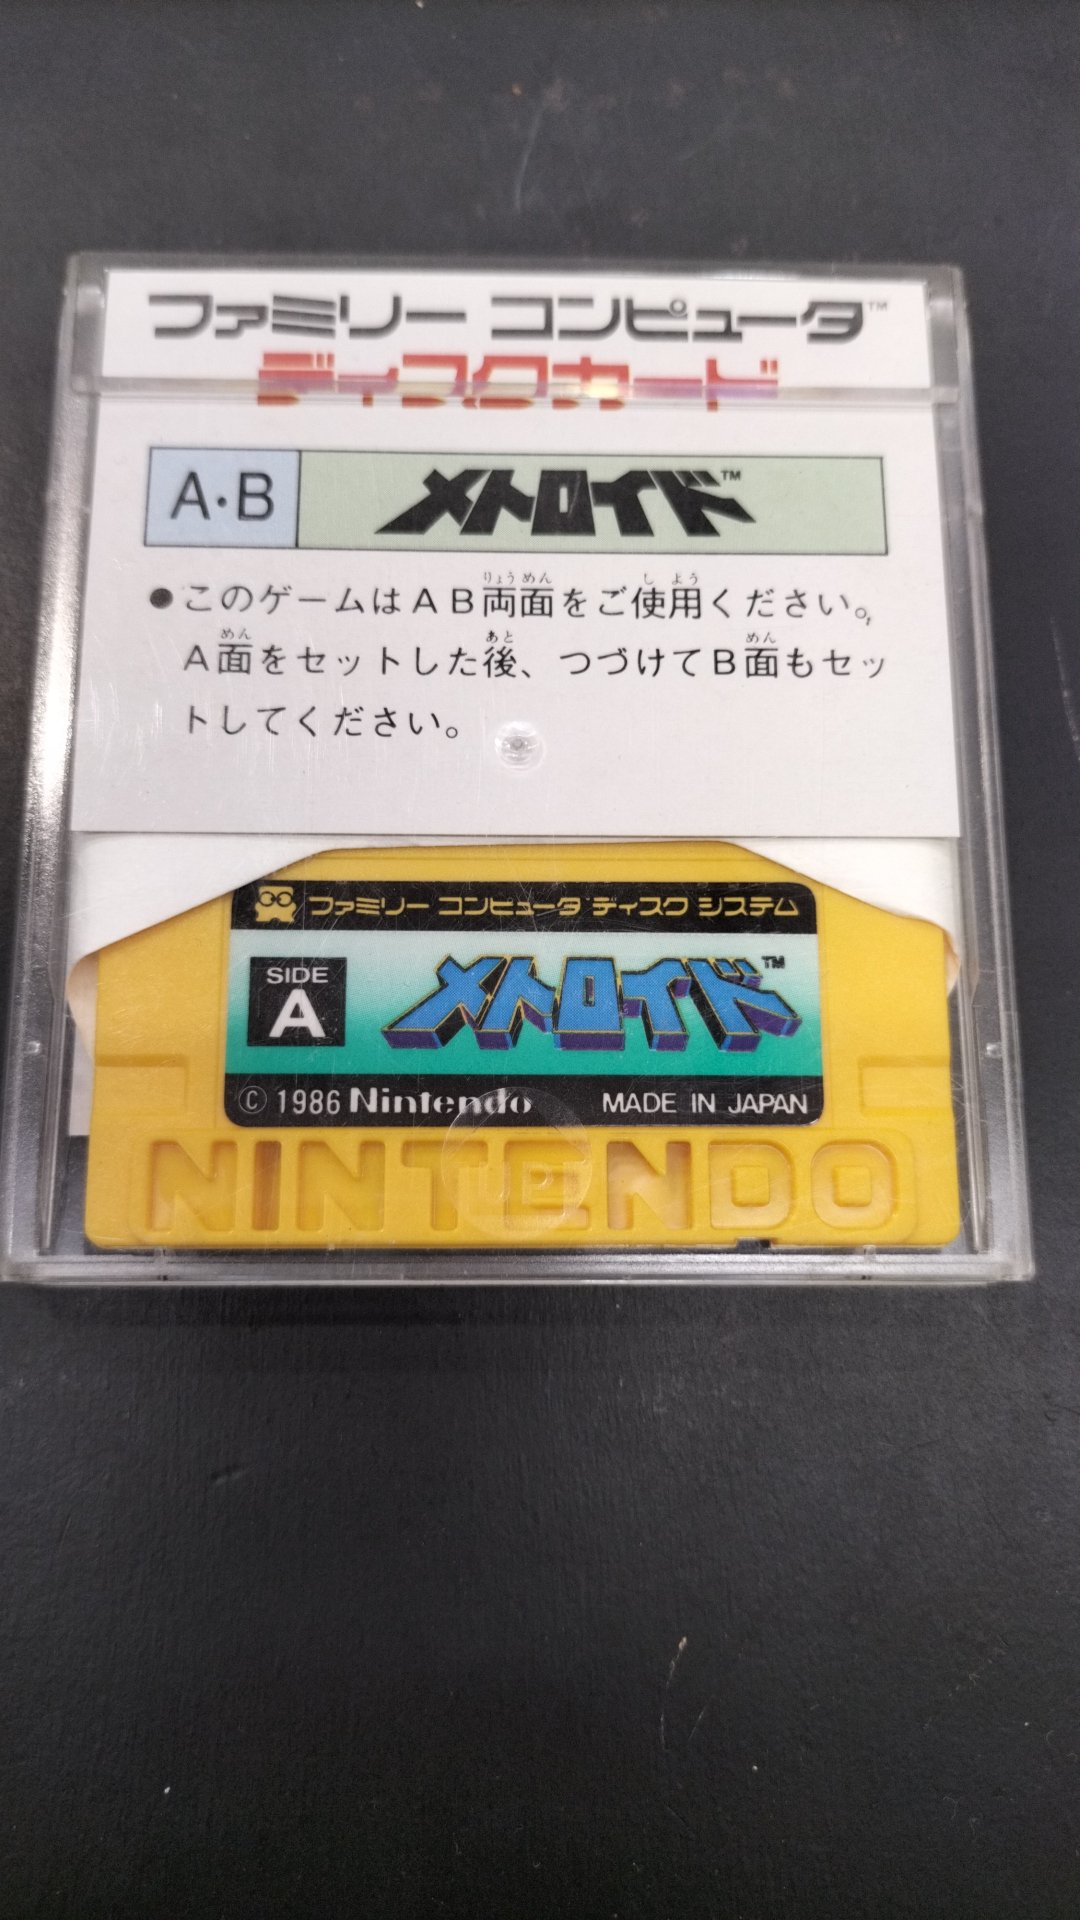 ファミリー コンピュータ™
ディスクカード
A・B メトロイド™
●このゲームはAB両面をご使用ください。
A面をセットした後、つづけてB面もセッ
トしてください。
ファミリー コンピュータ ディスク システム
SIDE
A
メトロイド™
© 1986 Nintendo MADE IN JAPAN
NINTENDO